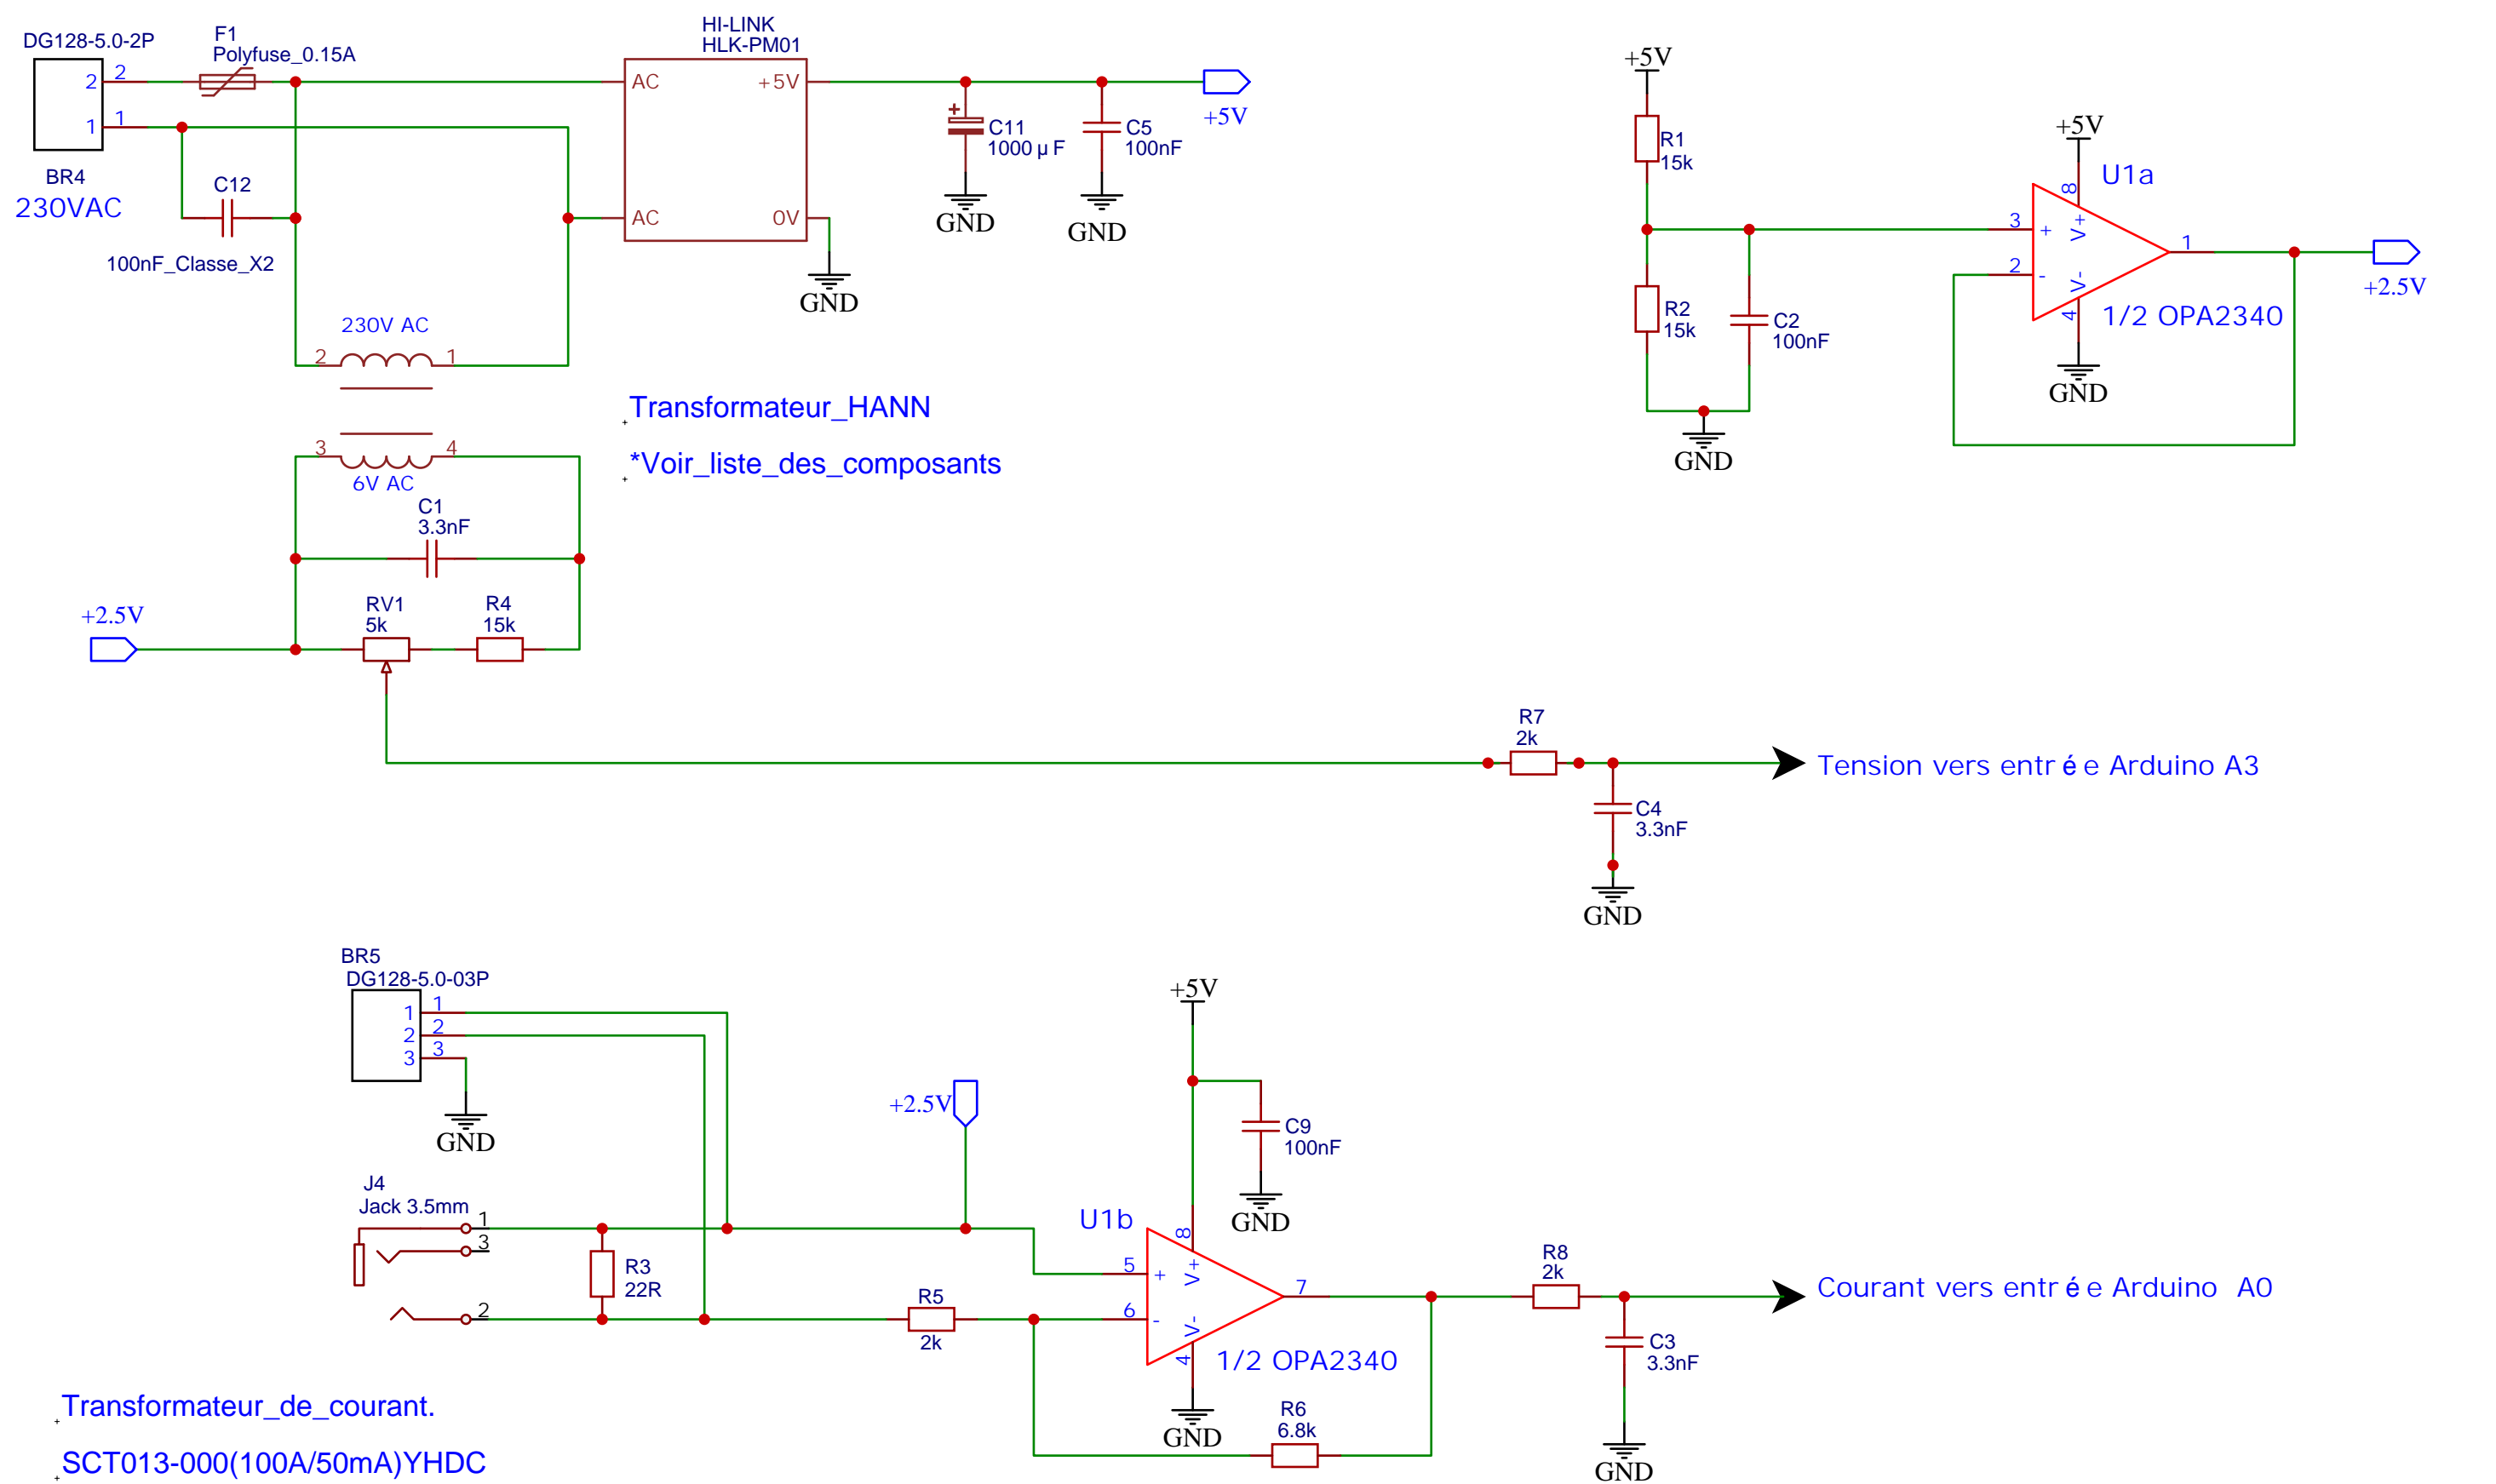 DG128-5.0-2P
2 2
1 1
BR4
230VAC
F1
Polyfuse_0.15A
C12
100nF_Classe_X2
HI-LINK
HLK-PM01
AC +5V
AC 0V
GND
+
C11
1000 µ F
GND
C5
100nF
GND
+5V
230V AC
2 1
3 4
6V AC
Transformateur_HANN
*Voir_liste_des_composants
C1
3.3nF
+2.5V
RV1
5k
R4
15k
+5V
R1
15k
R2
15k
C2
100nF
GND
+5V
U1a
8
3 + V+
1
2 - V-
4
1/2 OPA2340
GND
+2.5V
R7
2k
Tension vers entrée Arduino A3
C4
3.3nF
GND
BR5
DG128-5.0-03P
1 1
2 2
3 3
GND
J4
Jack 3.5mm
1
3
2
R3
22R
+2.5V
R5
2k
+5V
C9
100nF
GND
U1b
8
5 + V+
7
6 - V-
4
1/2 OPA2340
GND
R6
6.8k
R8
2k
Courant vers entrée Arduino A0
C3
3.3nF
GND
Transformateur_de_courant.
SCT013-000(100A/50mA)YHDC